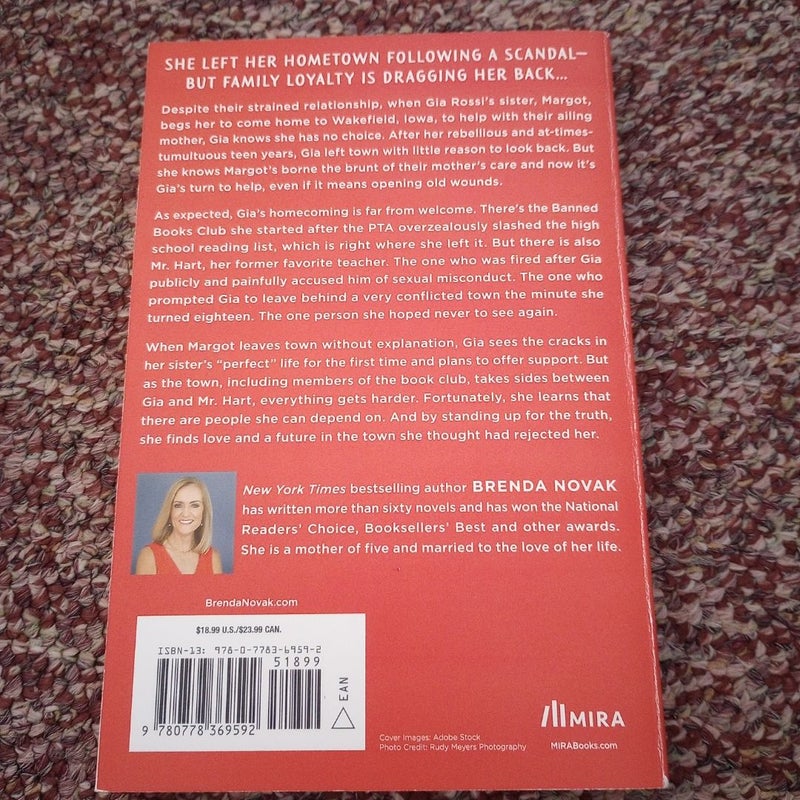 SHE LEFT HER HOMETOWN FOLLOWING A SCANDAL—
BUT FAMILY LOYALTY IS DRAGGING HER BACK...
Despite their strained relationship, when Gia Rossi's sister, Margot,
begs her to come home to Wakefield, Iowa, to help with their ailing
mother, Gia knows she has no choice. After her rebellious and at-times-
tumultuous teen years, Gia left town with little reason to look back. But
she knows Margot's borne the brunt of their mother's care and now it's
Gia's turn to help, even if it means opening old wounds.
As expected, Gia's homecoming is far from welcome. There's the Banned
Books Club she started after the PTA overzealously slashed the high
school reading list, which is right where she left it. But there is also
Mr. Hart, her former favorite teacher. The one who was fired after Gia
publicly and painfully accused him of sexual misconduct. The one who
prompted Gia to leave behind a very conflicted town the minute she
turned eighteen. The one person she hoped never to see again.
When Margot leaves town without explanation, Gia sees the cracks in
her sister's "perfect" life for the first time and plans to offer support. But
as the town, including members of the book club, takes sides between
Gia and Mr. Hart, everything gets harder. Fortunately, she learns that
there are people she can depend on. And by standing up for the truth,
she finds love and a future in the town she thought had rejected her.
New York Times bestselling author BRENDA NOVAK
has written more than sixty novels and has won the National
Readers' Choice, Booksellers' Best and other awards.
She is a mother of five and married to the love of her life.
BrendaNovak.com
$18.99 U.S./$23.99 CAN.
ISBN-13: 978-0-7783-6959-2
51899
EAN
9 780778 369592
Cover Images: Adobe Stock
Photo Credit: Rudy Meyers Photography
MIRA
MIRABooks.com